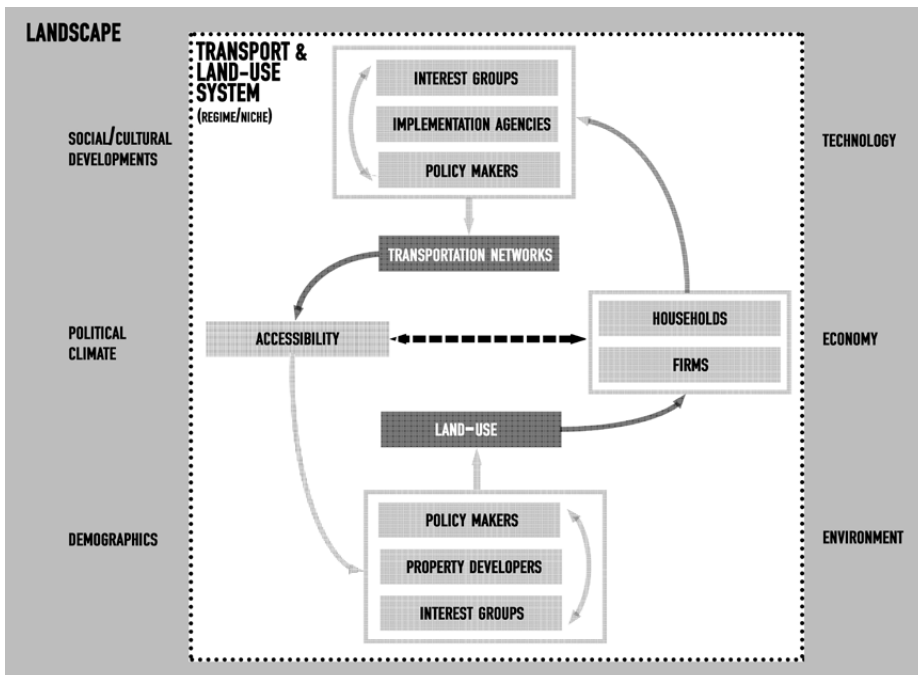 LANDSCAPE
TRANSPORT &
LAND-USE
SYSTEM
(REGIME/NICHE)
INTEREST GROUPS
IMPLEMENTATION AGENCIES
POLICY MAKERS
SOCIAL/CULTURAL
DEVELOPMENTS
TECHNOLOGY
TRANSPORTATION NETWORKS
POLITICAL
CLIMATE
ACCESSIBILITY
HOUSEHOLDS
FIRMS
ECONOMY
LAND-USE
DEMOGRAPHICS
POLICY MAKERS
PROPERTY DEVELOPERS
INTEREST GROUPS
ENVIRONMENT